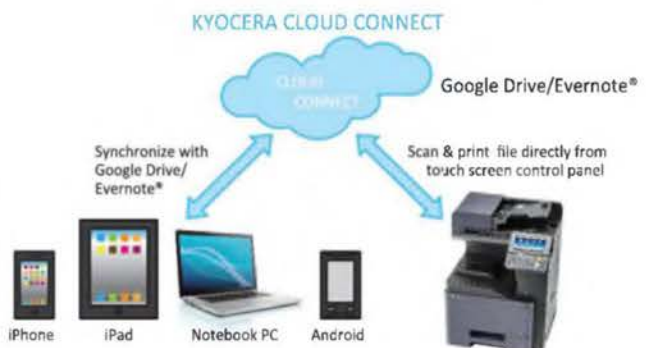 KYOCERA CLOUD CONNECT
CLOUD
CONNECT
Google Drive/Evernote®
Synchronize with
Google Drive/
Evernote®
Scan & print file directly from
touch screen control panel
iPhone
iPad
Notebook PC
Android